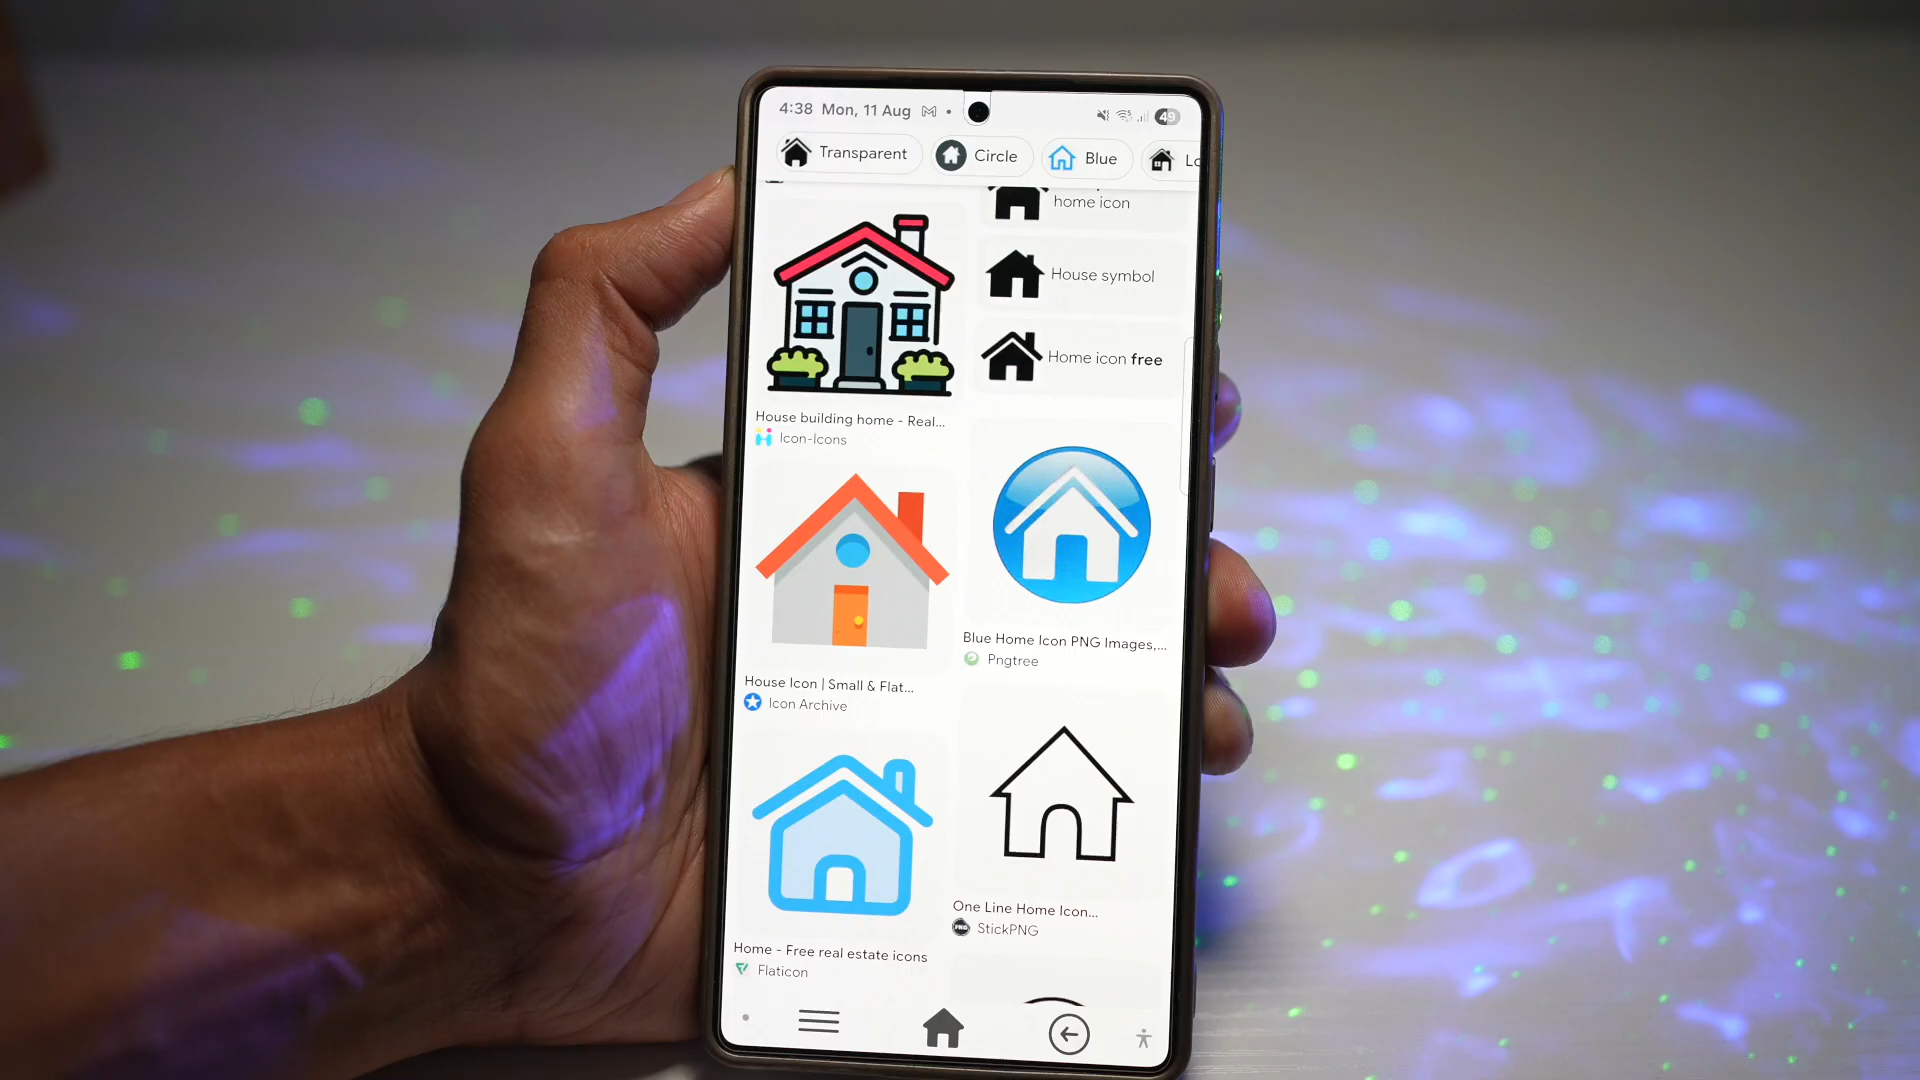 4:38 Mon, 11 Aug
49
Transparent
Circle
Blue
Lo
home icon
House symbol
Home icon free
House building home - Real...
Icon-Icons
Blue Home Icon PNG Images,...
Pngtree
House Icon | Small & Flat...
Icon Archive
One Line Home Icon...
StickPNG
Home - Free real estate icons
Flaticon